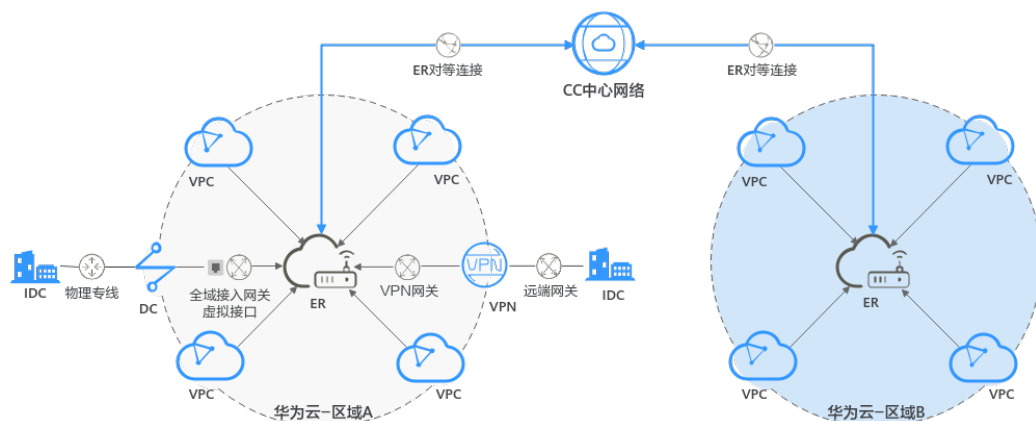 ER对等连接
ER对等连接
CC中心网络
VPC
VPC
VPC
VPC
VPN
IDC
物理专线
DC
全域接入网关
虚拟接口
ER
VPN网关
VPN
远端网关
IDC
ER
VPC
VPC
VPC
VPC
华为云-区域A
华为云-区域B